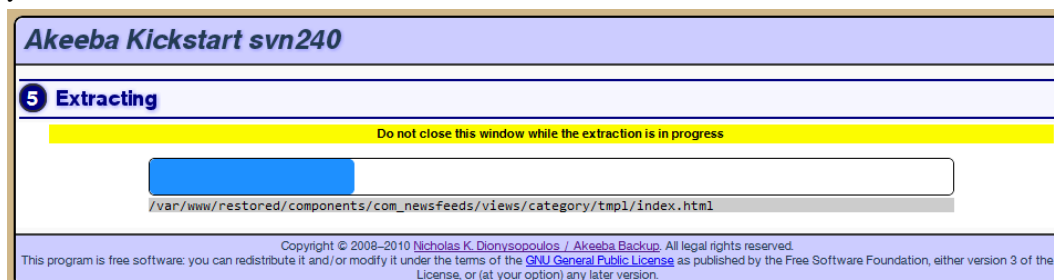 Akeeba Kickstart svn240
5 Extracting
Do not close this window while the extraction is in progress
/var/www/restored/components/com_newsfeeds/views/category/tmpl/index.html
Copyright © 2008–2010 Nicholas K. Dionysopoulos / Akeeba Backup. All legal rights reserved.
This program is free software: you can redistribute it and/or modify it under the terms of the GNU General Public License as published by the Free Software Foundation, either version 3 of the
License, or (at your option) any later version.